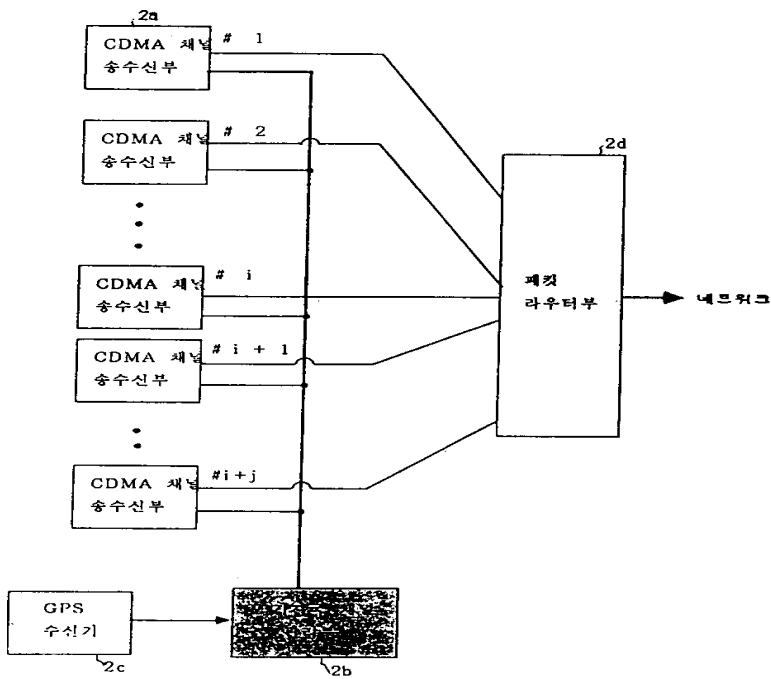 2a
CDMA 채널 # 1
송수신부
CDMA 채널 # 2
송수신부
2d
CDMA 채널 # i
송수신부
패킷
라우터부
네트워크
CDMA 채널 # i + 1
송수신부
CDMA 채널 #i+j
송수신부
GPS
수신기
2c
2b